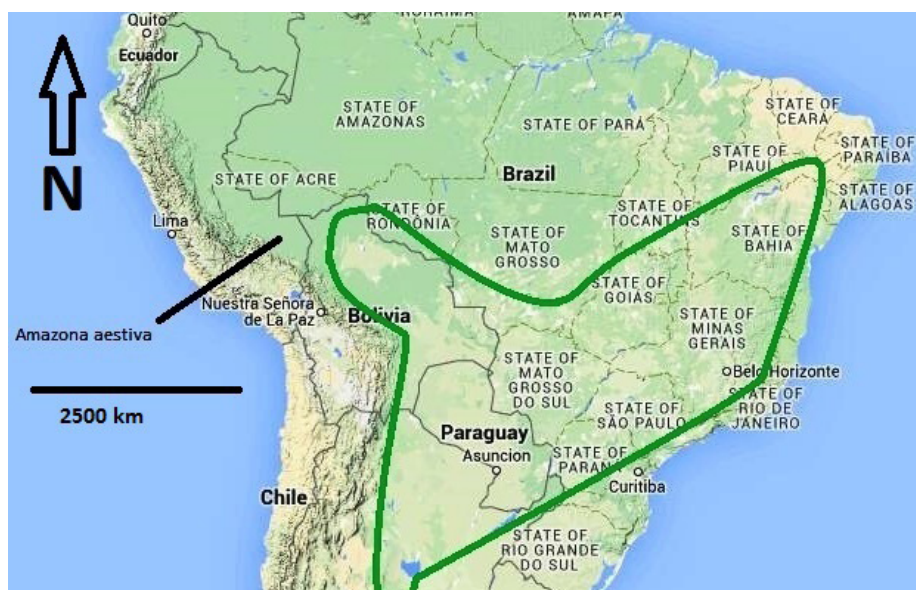 RORAIMA
AMAPÁ
Quito
Ecuador
N
STATE OF
AMAZONAS
STATE OF PARÁ
STATE OF
CEARÁ
STATE OF
PIAUÍ
STATE OF
PARAÍBA
STATE OF ACRE
Brazil
STATE OF
ALAGOAS
STATE OF
RONDÔNIA
STATE OF
TOCANTINS
Lima
STATE OF
MATO
GROSSO
STATE OF
BAHIA
STATE OF
GOIÁS
Nuestra Señora
de La Paz
Bolivia
STATE OF
MINAS
GERAIS
Amazona aestiva
STATE OF
MATO
GROSSO
DO SUL
Belo Horizonte
2500 km
STATE OF
RIO DE
JANEIRO
STATE OF
SÃO PAULO
Paraguay
Asuncion
STATE OF
PARANÁ
Curitiba
Chile
STATE OF
RIO GRANDE
DO SUL